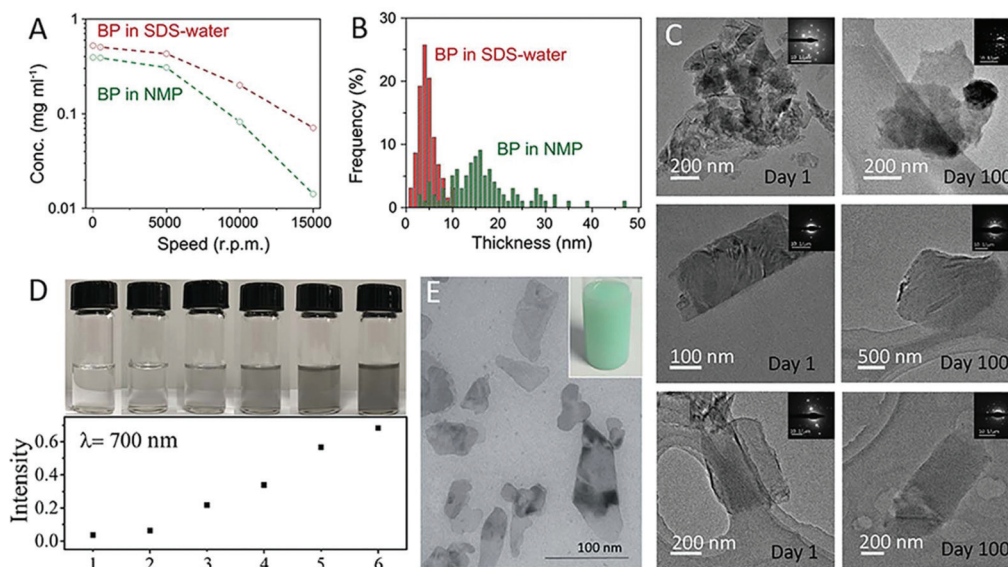 A
BP in SDS-water
BP in NMP
Conc. (mg ml⁻¹)
1
0.1
0.01
0
5000
10000
15000
Speed (r.p.m.)
B
BP in SDS-water
BP in NMP
Frequency (%)
30
25
20
15
10
5
0
0
10
20
30
40
50
Thickness (nm)
C
200 nm
Day 1
200 nm
Day 100
100 nm
Day 1
500 nm
Day 100
200 nm
Day 1
200 nm
Day 100
D
λ= 700 nm
Intensity
0.6
0.4
0.2
0.0
1
2
3
4
5
6
E
100 nm